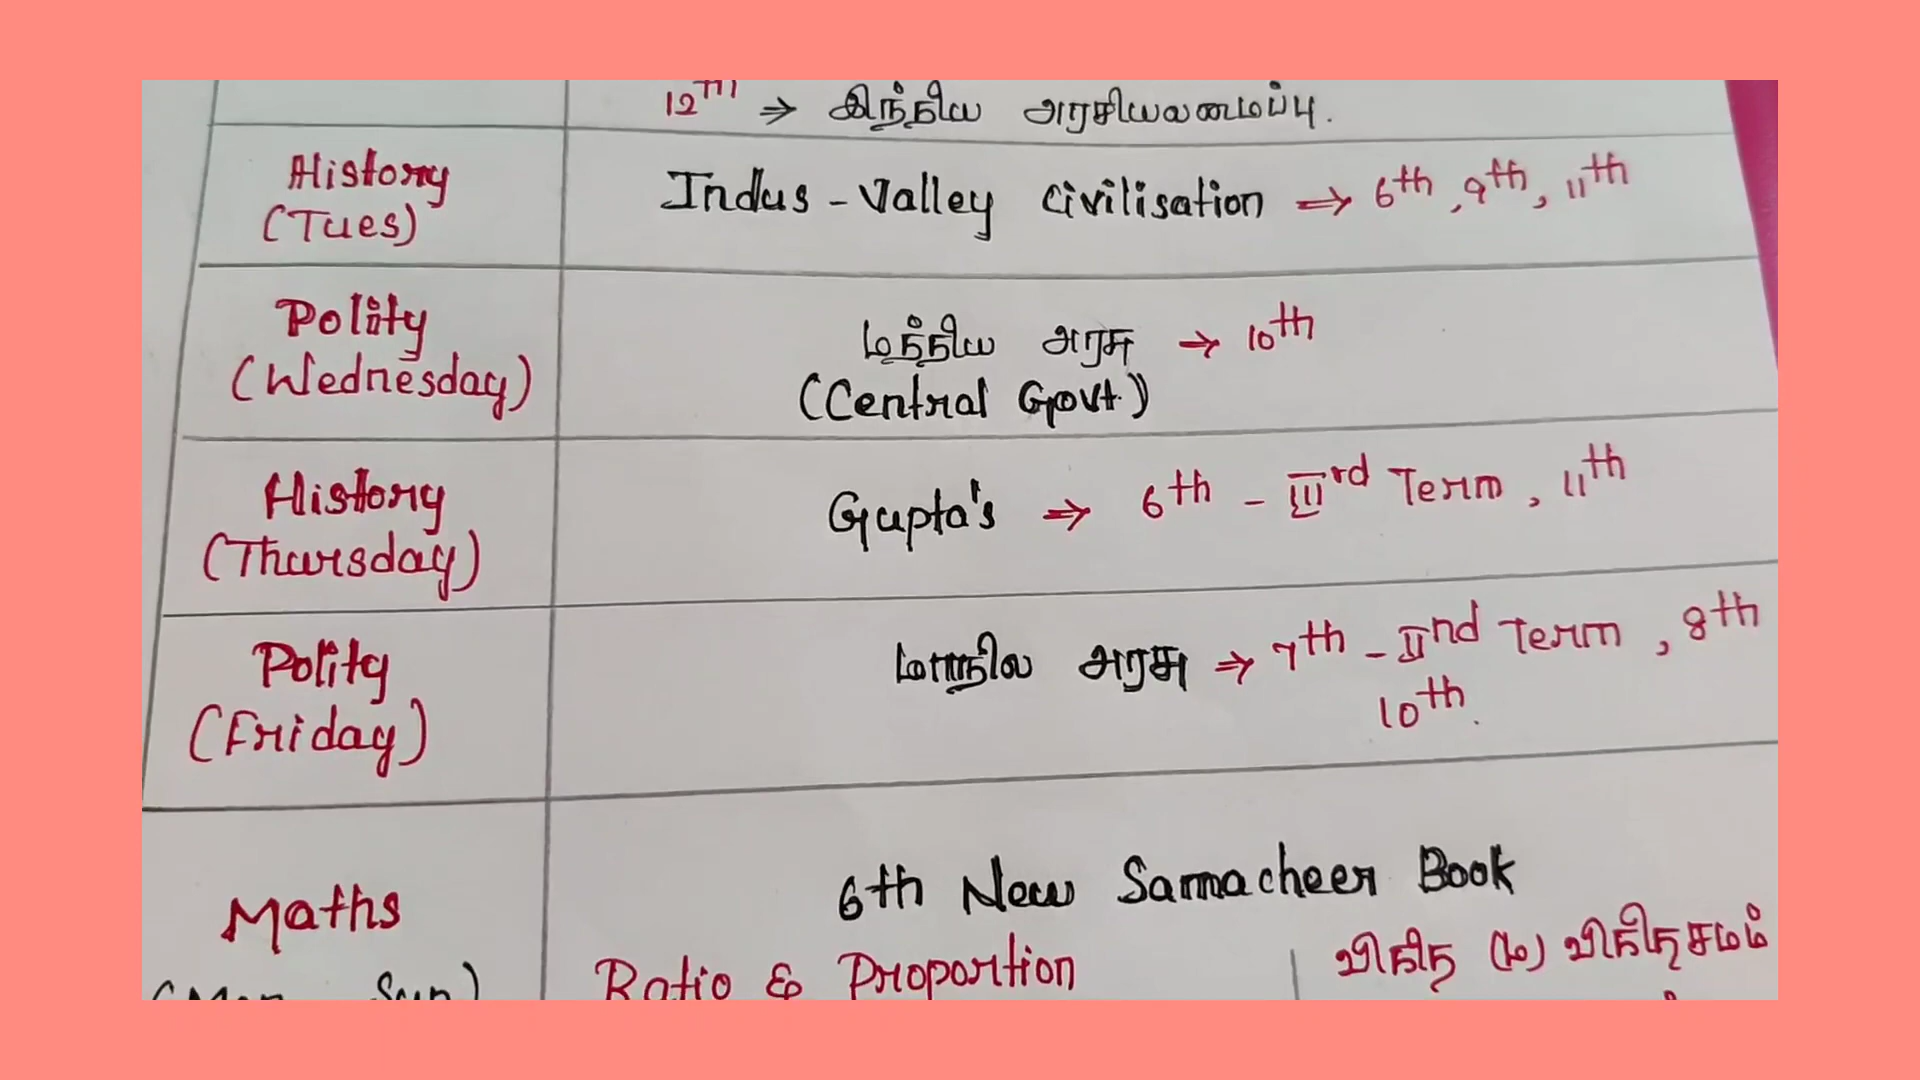 12th → இந்திய அரசியலமைப்பு.
History
(Tues)
Indus - Valley Civilisation → 6th, 9th, 11th
Polity
(Wednesday)
மத்திய அரசு → 10th
(Central Govt.)
History
(Thursday)
Gupta's → 6th - IIIrd Term, 11th
Polity
(Friday)
மாநில அரசு → 7th - IInd Term, 8th
10th.
Maths
(Mon - Sun)
6th New Samacheer Book
Ratio & Proportion
விகித (ம) விகிதசமம்